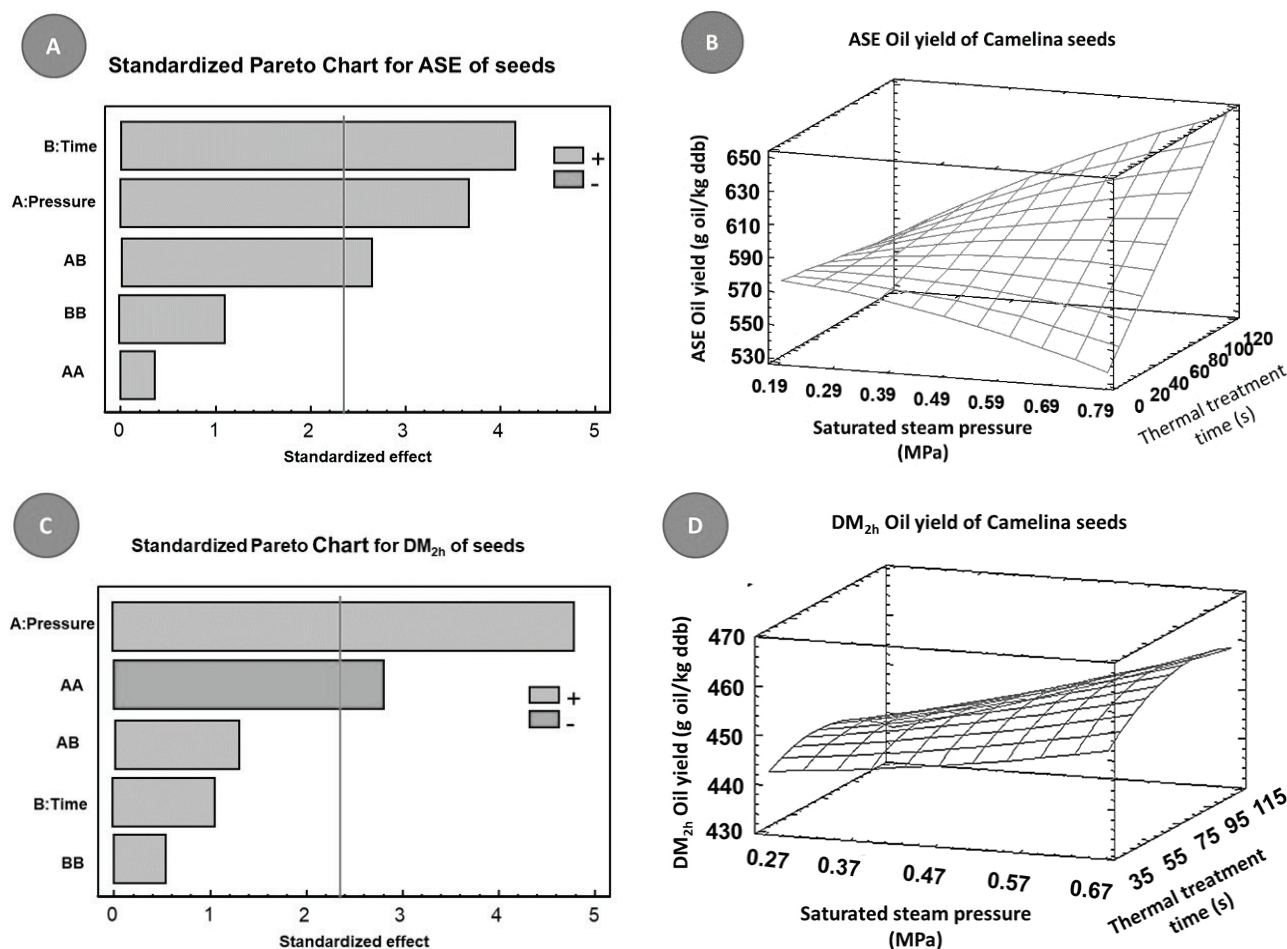 A
Standardized Pareto Chart for ASE of seeds
B:Time
A:Pressure
AB
BB
AA
+
-
0 1 2 3 4 5
Standardized effect
B
ASE Oil yield of Camelina seeds
ASE Oil yield (g oil/kg ddb)
650
630
610
590
570
550
530
0.19 0.29 0.39 0.49 0.59 0.69 0.79
Saturated steam pressure
(MPa)
0 20 40 60 80 100 120
Thermal treatment
time (s)
C
Standardized Pareto Chart for DM2h of seeds
A:Pressure
AA
AB
B:Time
BB
+
-
0 1 2 3 4 5
Standardized effect
D
DM2h Oil yield of Camelina seeds
DM2h Oil yield (g oil/kg ddb)
470
460
450
440
430
0.27 0.37 0.47 0.57 0.67
Saturated steam pressure
(MPa)
35 55 75 95 115
Thermal treatment
time (s)